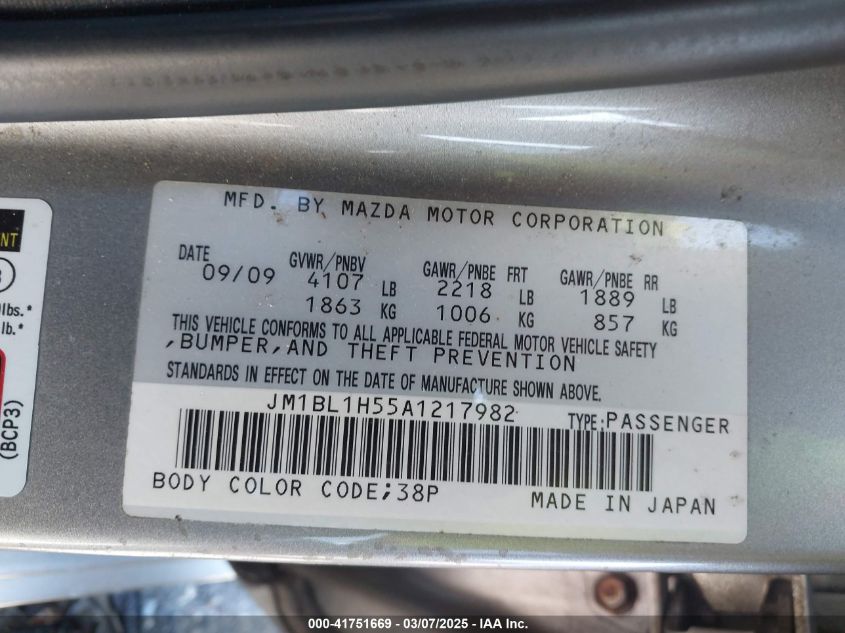 MFD. BY MAZDA MOTOR CORPORATION
DATE GVWR/PNBV GAWR/PNBE FRT GAWR/PNBE RR
09/09 4107 LB 2218 LB 1889 LB
1863 KG 1006 KG 857 KG
THIS VEHICLE CONFORMS TO ALL APPLICABLE FEDERAL MOTOR VEHICLE SAFETY
,BUMPER,AND THEFT PREVENTION
STANDARDS IN EFFECT ON THE DATE OF MANUFACTURE SHOWN ABOVE.
JM1BL1H55A1217982 TYPE:PASSENGER
BODY COLOR CODE;38P MADE IN JAPAN
NT
lbs.*
lb.*
(BCP3)
000-41751669 - 03/07/2025 - IAA Inc.